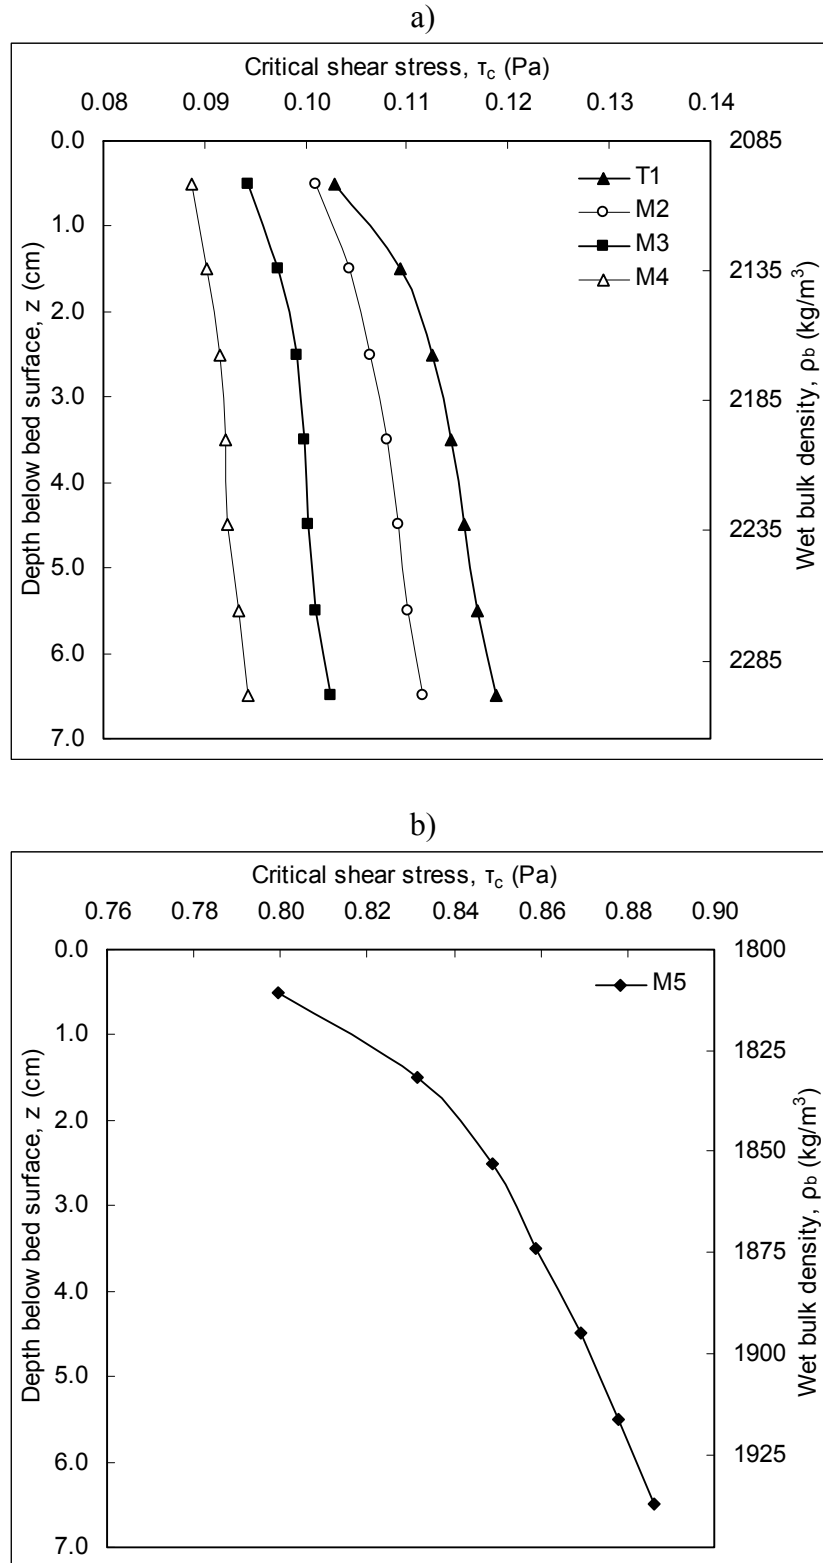 a)
Critical shear stress, τc (Pa)
0.08 0.09 0.10 0.11 0.12 0.13 0.14
Depth below bed surface, z (cm)
0.0
1.0
2.0
3.0
4.0
5.0
6.0
7.0
T1
M2
M3
M4
2085
2135
2185
2235
2285
Wet bulk density, ρb (kg/m³)
b)
Critical shear stress, τc (Pa)
0.76 0.78 0.80 0.82 0.84 0.86 0.88 0.90
Depth below bed surface, z (cm)
0.0
1.0
2.0
3.0
4.0
5.0
6.0
7.0
M5
1800
1825
1850
1875
1900
1925
Wet bulk density, ρb (kg/m³)